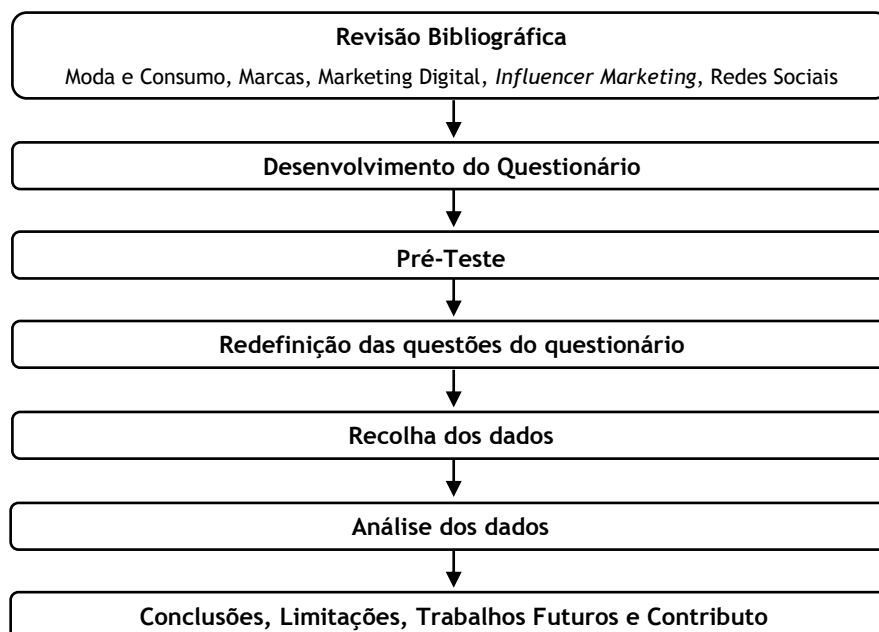 Revisão Bibliográfica
Moda e Consumo, Marcas, Marketing Digital, Influencer Marketing, Redes Sociais
Desenvolvimento do Questionário
Pré-Teste
Redefinição das questões do questionário
Recolha dos dados
Análise dos dados
Conclusões, Limitações, Trabalhos Futuros e Contributo